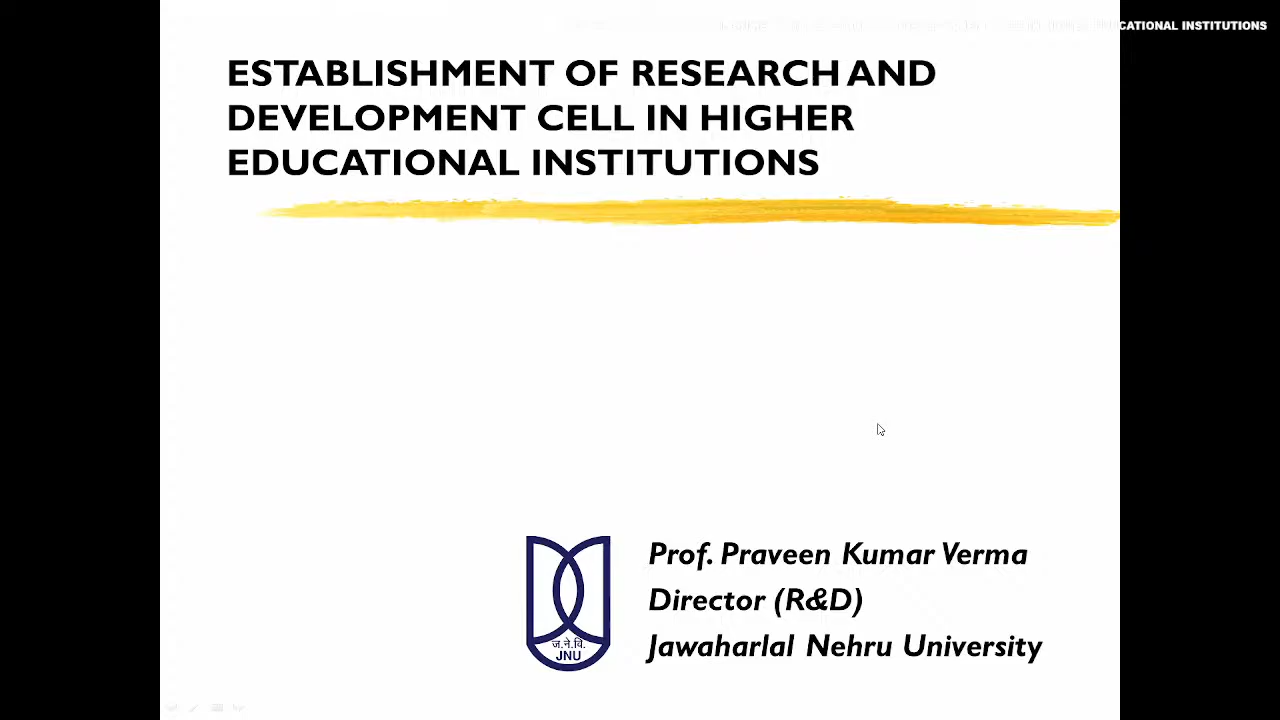 CATIONAL INSTITUTIONS
ESTABLISHMENT OF RESEARCH AND
DEVELOPMENT CELL IN HIGHER
EDUCATIONAL INSTITUTIONS
Prof. Praveen Kumar Verma
Director (R&D)
Jawaharlal Nehru University
ज.ने.वि.
JNU